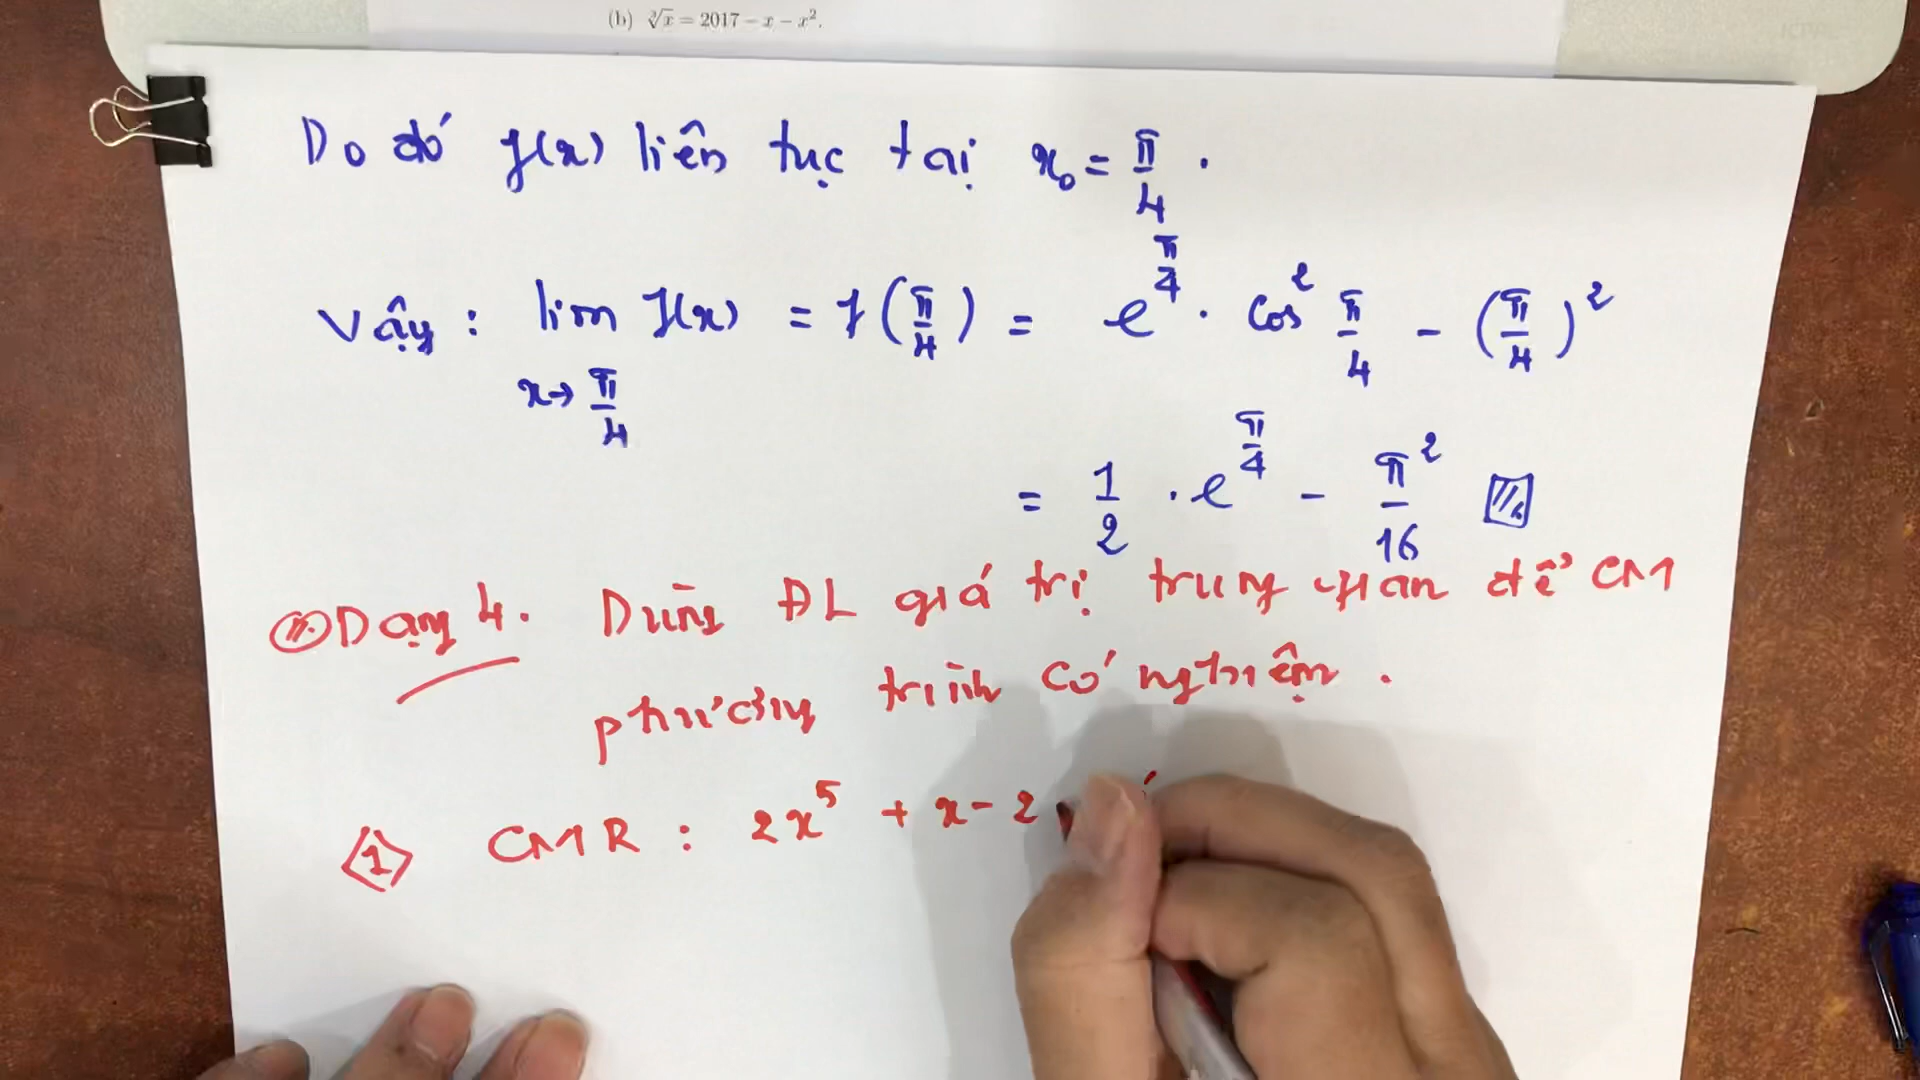 (b) ∛x = 2017 − x − x².
Do đó f(x) liên tục tại x₀ = π/4 .
Vậy : lim f(x) = f(π/4) = e^(π/4) . cos² π/4 − (π/4)²
x→ π/4
= 1/2 . e^(π/4) − π²/16
Dạng 4. Dùng ĐL giá trị trung gian để CM
phương trình có nghiệm .
1 CMR : 2x⁵ + x − 2